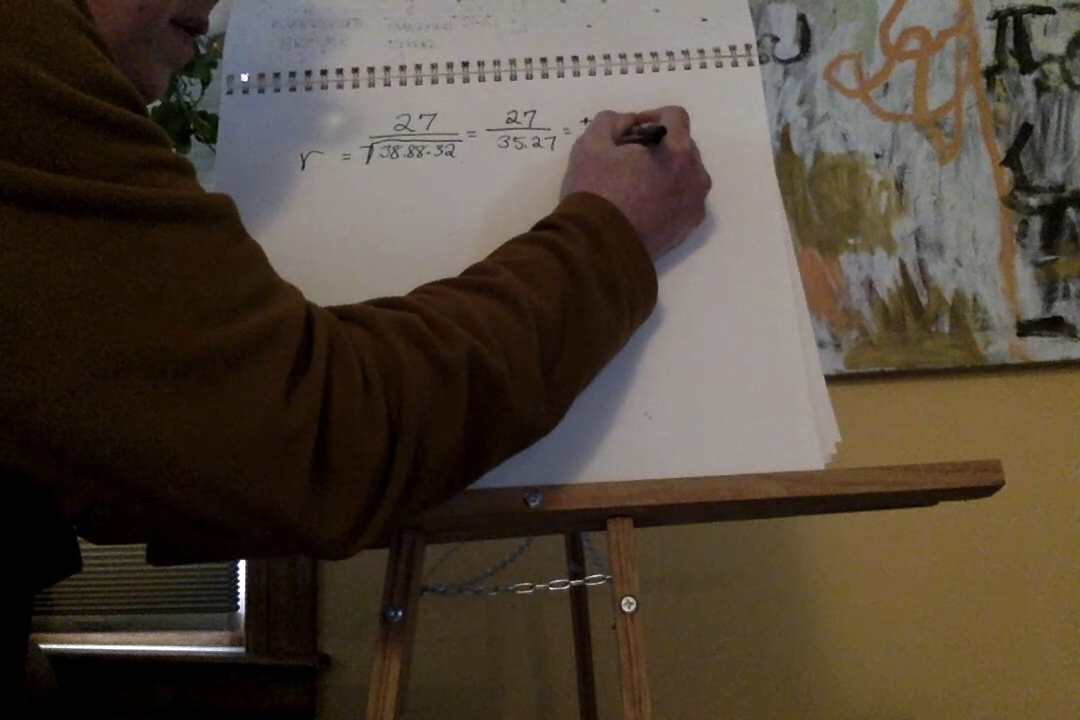 r = 27 / √38.88·32 = 27 / 35.27 = +